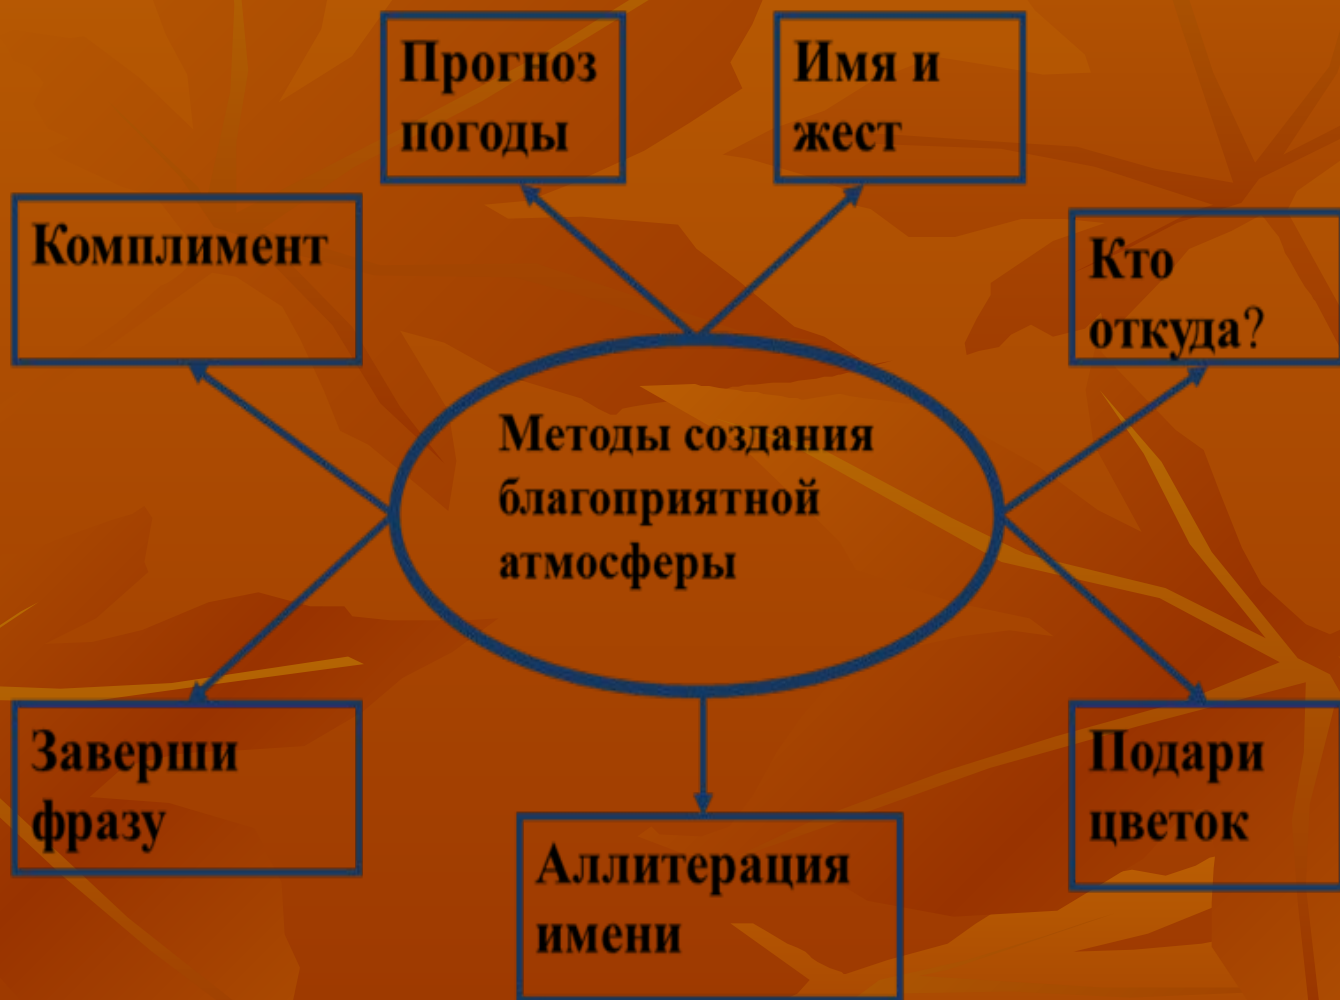 Прогноз
погоды
Имя и
жест
Комплимент
Кто
откуда?
Методы создания
благоприятной
атмосферы
Заверши
фразу
Подари
цветок
Аллитерация
имени